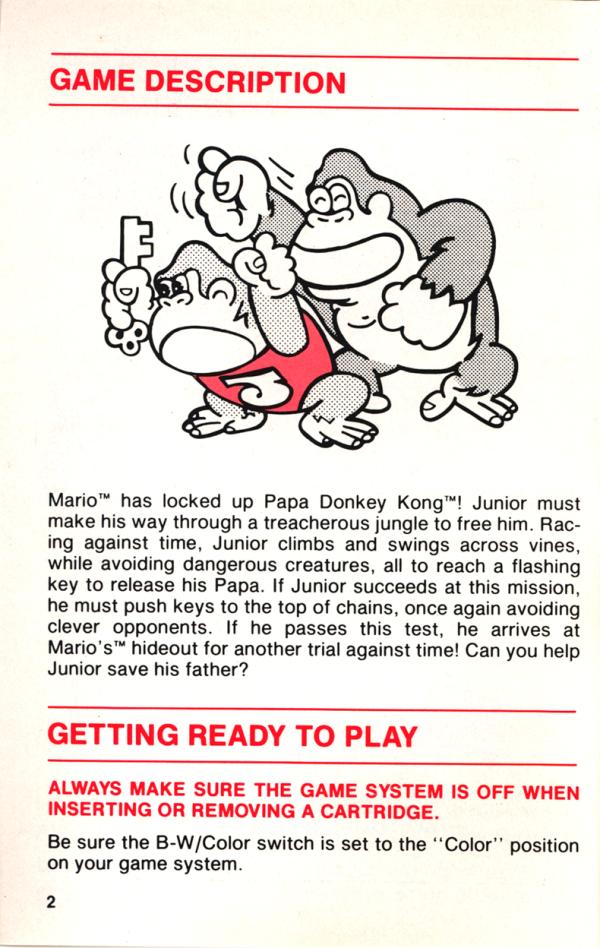 GAME DESCRIPTION
J
Mario™ has locked up Papa Donkey Kong™! Junior must
make his way through a treacherous jungle to free him. Rac-
ing against time, Junior climbs and swings across vines,
while avoiding dangerous creatures, all to reach a flashing
key to release his Papa. If Junior succeeds at this mission,
he must push keys to the top of chains, once again avoiding
clever opponents. If he passes this test, he arrives at
Mario's™ hideout for another trial against time! Can you help
Junior save his father?
GETTING READY TO PLAY
ALWAYS MAKE SURE THE GAME SYSTEM IS OFF WHEN
INSERTING OR REMOVING A CARTRIDGE.
Be sure the B-W/Color switch is set to the "Color" position
on your game system.
2